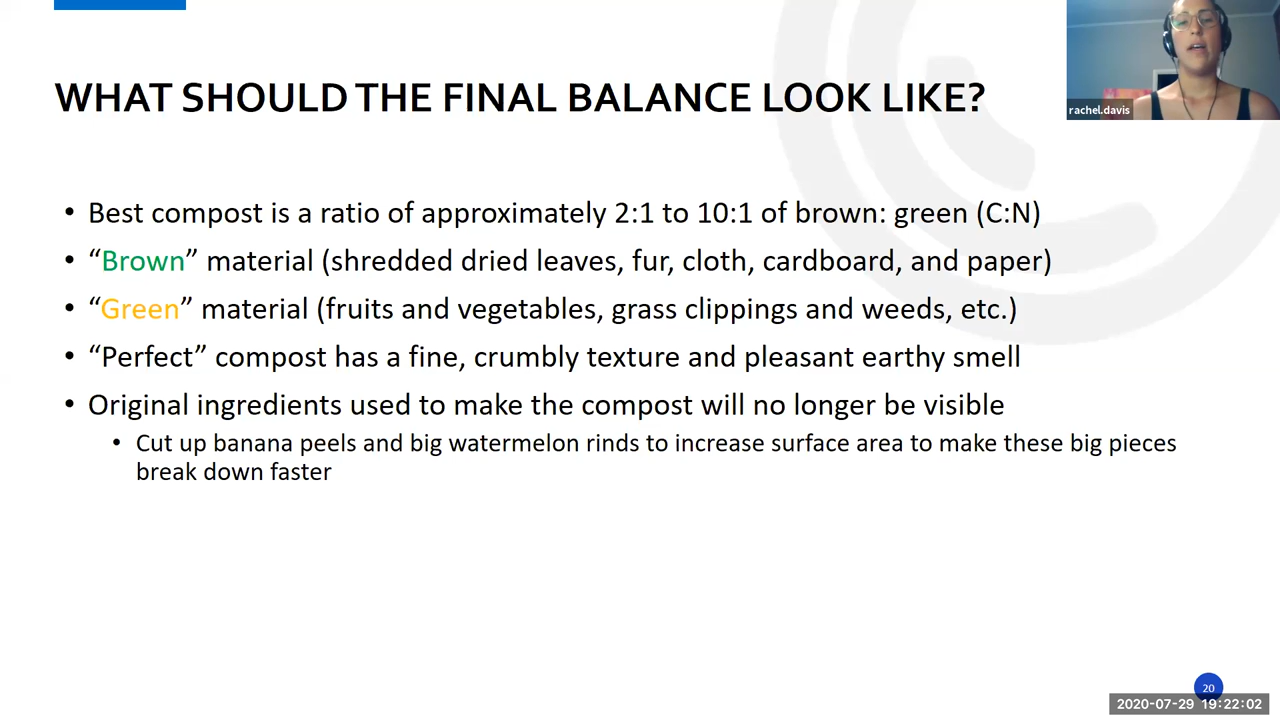 WHAT SHOULD THE FINAL BALANCE LOOK LIKE?
rachel.davis
• Best compost is a ratio of approximately 2:1 to 10:1 of brown: green (C:N)
• “Brown” material (shredded dried leaves, fur, cloth, cardboard, and paper)
• “Green” material (fruits and vegetables, grass clippings and weeds, etc.)
• “Perfect” compost has a fine, crumbly texture and pleasant earthy smell
• Original ingredients used to make the compost will no longer be visible
• Cut up banana peels and big watermelon rinds to increase surface area to make these big pieces
break down faster
20
2020-07-29 19:22:02